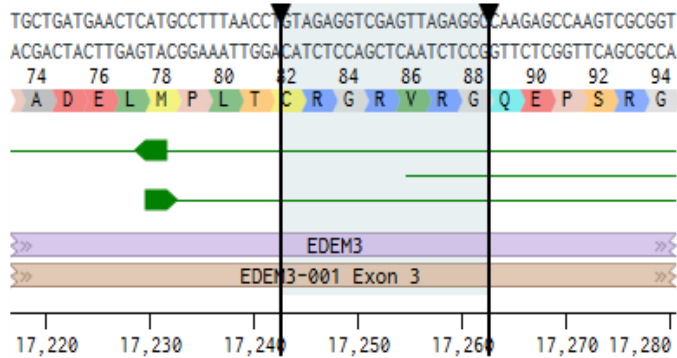 TGCTGATGAACTCATGCCTTTAACCTGTAGAGGTCGAGTTAGAGGCCAAGAGCCAAGTCGCGGT
ACGACTACTTGAGTACGGAAATTGGACATCTCCAGCTCAATCTCCGGTTCTCGGTTCAGCGCCA
74 76 78 80 82 84 86 88 90 92 94
A D E L M P L T C R G R V R G Q E P S R G
EDEM3
EDEM3-001 Exon 3
17,220 17,230 17,240 17,250 17,260 17,270 17,280